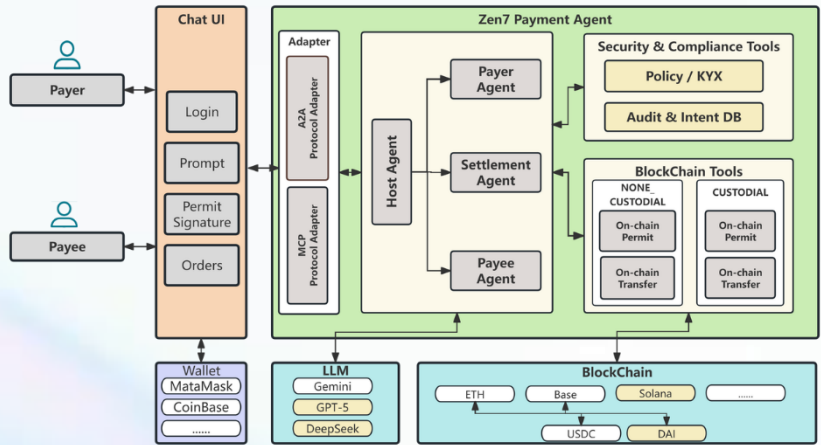 Chat UI
Zen7 Payment Agent
Payer
Payee
Login
Prompt
Permit
Signature
Orders
Adapter
A2A
Protocol Adapter
MCP
Protocol Adapter
Host Agent
Payer
Agent
Settlement
Agent
Payee
Agent
Security & Compliance Tools
Policy / KYX
Audit & Intent DB
BlockChain Tools
NONE_
CUSTODIAL
On-chain
Permit
On-chain
Transfer
CUSTODIAL
On-chain
Permit
On-chain
Transfer
Wallet
MataMask
CoinBase
......
LLM
Gemini
GPT-5
DeepSeek
BlockChain
ETH
Base
Solana
......
USDC
DAI